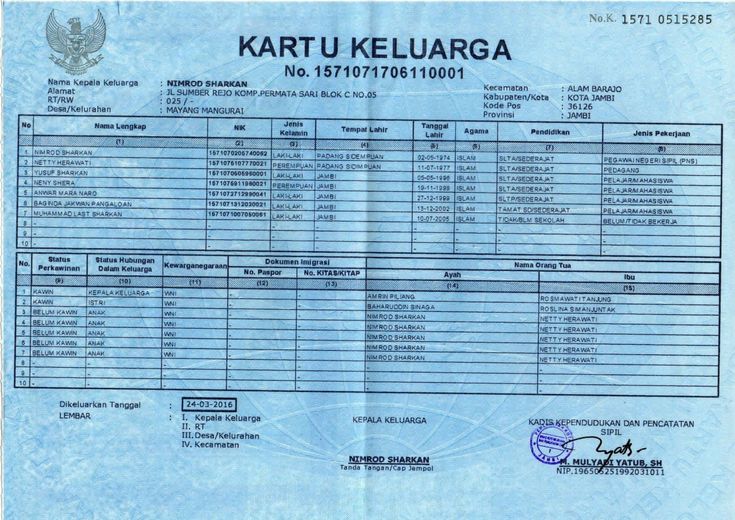 No.K. 1571 0515285
KARTU KELUARGA
No. 1571071706110001
Nama Kepala Keluarga : NIMROD SHARKAN
Alamat : JL SUMBER REJO KOMP.PERMATA SARI BLOK C NO.05
RT/RW : 025 / -
Desa/Kelurahan : MAYANG MANGURAI
Kecamatan : ALAM BARAJO
Kabupaten/Kota : KOTA JAMBI
Kode Pos : 36126
Provinsi : JAMBI
No Nama Lengkap NIK Jenis Kelamin Tempat Lahir Tanggal Lahir Agama Pendidikan Jenis Pekerjaan
(1) (2) (3) (4) (5) (6) (7) (8)
1 NIMROD SHARKAN LAKI-LAKI PADANG SIDEMPUAN 02-05-1974 ISLAM SLTA/SEDERAJAT PEGAWAI NEGERI SIPIL (PNS)
2 NETTY HERAWATI PEREMPUAN PADANG SIDIMPUAN 11-07-1977 ISLAM SLTA/SEDERAJAT PEDAGANG
3 YUSUF SHARKAN LAKI-LAKI JAMBI ISLAM SLTA/SEDERAJAT PELAJAR/MAHASISWA
4 NENY SHERA PEREMPUAN JAMBI 19-11-1998 ISLAM SLTA/SEDERAJAT PELAJAR/MAHASISWA
5 ANWAR MARA NARO LAKI-LAKI JAMBI 27-12-1999 ISLAM SLTP/SEDERAJAT PELAJAR/MAHASISWA
6 BAGINDA JAKWAN PANGALOAN 1571071312020021 LAKI-LAKI JAMBI 13-12-2002 ISLAM TAMAT SD/SEDERAJAT PELAJAR/MAHASISWA
7 MUHAMMAD LAST SHARKAN 1571071007050061 LAKI-LAKI JAMBI 10-07-2005 ISLAM TIDAK/BLM SEKOLAH BELUM/TIDAK BEKERJA
8 - - - - - - - -
9 - - - - - - - -
10 - - - - - - - -
No. Status Perkawinan Status Hubungan Dalam Keluarga Kewarganegaraan Dokumen Imigrasi Nama Orang Tua
No. Paspor No. KITAS/KITAP Ayah Ibu
(9) (10) (11) (12) (13) (14) (15)
1 KAWIN KEPALA KELUARGA WNI - - AMRIN PILIANG ROSMAWATI TANJUNG
2 KAWIN ISTRI WNI - - BAHARUDDIN SINAGA ROSLINA SIMANJUNTAK
3 BELUM KAWIN ANAK WNI - - NIMROD SHARKAN NETTY HERAWATI
4 BELUM KAWIN ANAK WNI - - NIMROD SHARKAN NETTY HERAWATI
5 BELUM KAWIN ANAK WNI - - NIMROD SHARKAN NETTY HERAWATI
6 BELUM KAWIN ANAK WNI - - NIMROD SHARKAN NETTY HERAWATI
7 BELUM KAWIN ANAK WNI - - NIMROD SHARKAN NETTY HERAWATI
8 - - - - - - -
9 - - - - - - -
10 - - - - - - -
Dikeluarkan Tanggal : 24-03-2016
LEMBAR : I. Kepala Keluarga
II. RT
III. Desa/Kelurahan
IV. Kecamatan
KEPALA KELUARGA
NIMROD SHARKAN
Tanda Tangan/Cap Jempol
KADIS KEPENDUDUKAN DAN PENCATATAN
SIPIL
JAMBI
M. MULYADI YATUB, SH
NIP.196505251992031011